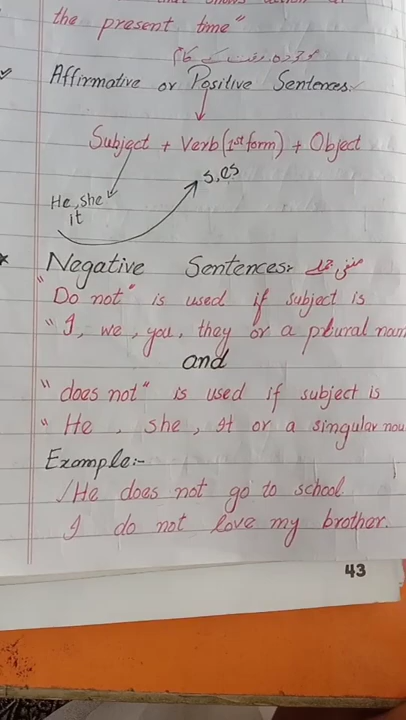 the present time"
Affirmative or Positive Sentences.
Subject + Verb (1st form) + Object
s, es
He, she
it
Negative Sentences:
"Do not" is used if subject is
"I, we, you, they or a plural
and
"does not" is used if subject is
" He, she, It or a singular
Example:-
He does not go to school.
I do not love my brother.
43